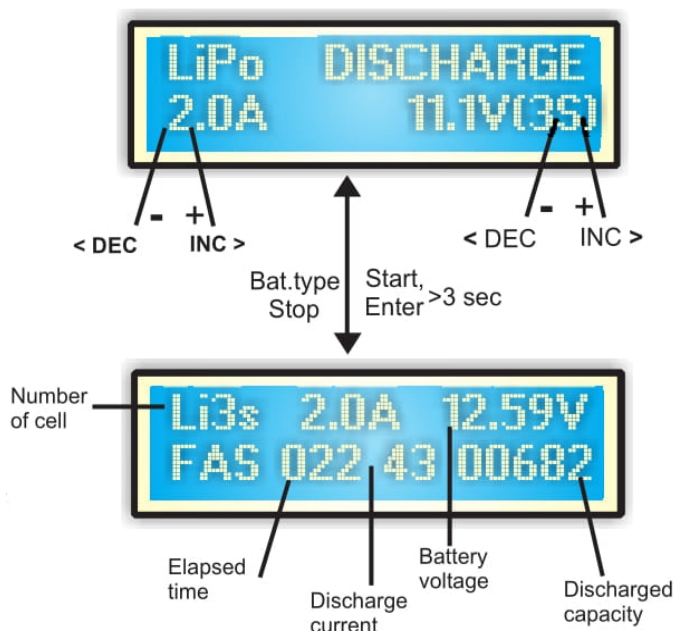 LiPo DISCHARGE
2.0A 11.1V(3S)
- +
< DEC INC >
- +
< DEC INC >
Bat.type
Stop
Start,
Enter >3 sec
Number
of cell
Li3s 2.0A 12.59V
FAS 022 43 00682
Elapsed
time
Discharge
current
Battery
voltage
Discharged
capacity